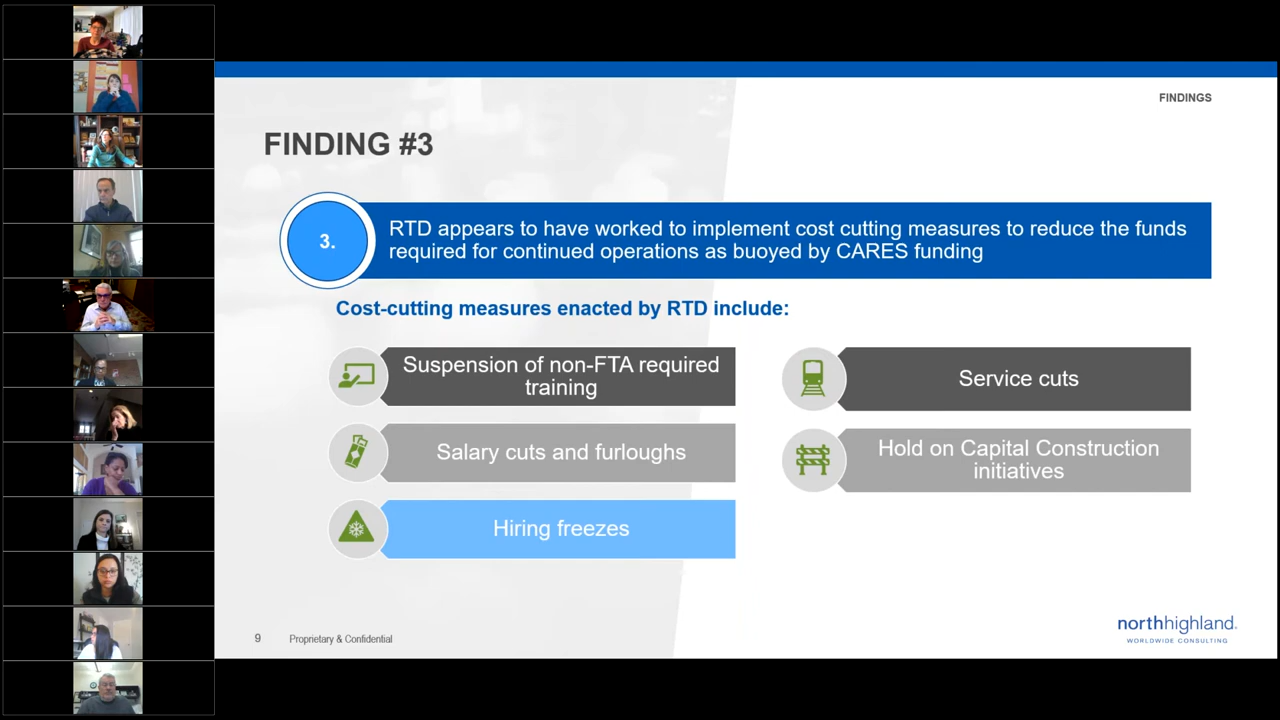 FINDINGS
FINDING #3
3.
RTD appears to have worked to implement cost cutting measures to reduce the funds
required for continued operations as buoyed by CARES funding
Cost-cutting measures enacted by RTD include:
Suspension of non-FTA required
training
Salary cuts and furloughs
Hiring freezes
Service cuts
Hold on Capital Construction
initiatives
9
Proprietary & Confidential
northhighland.
WORLDWIDE CONSULTING